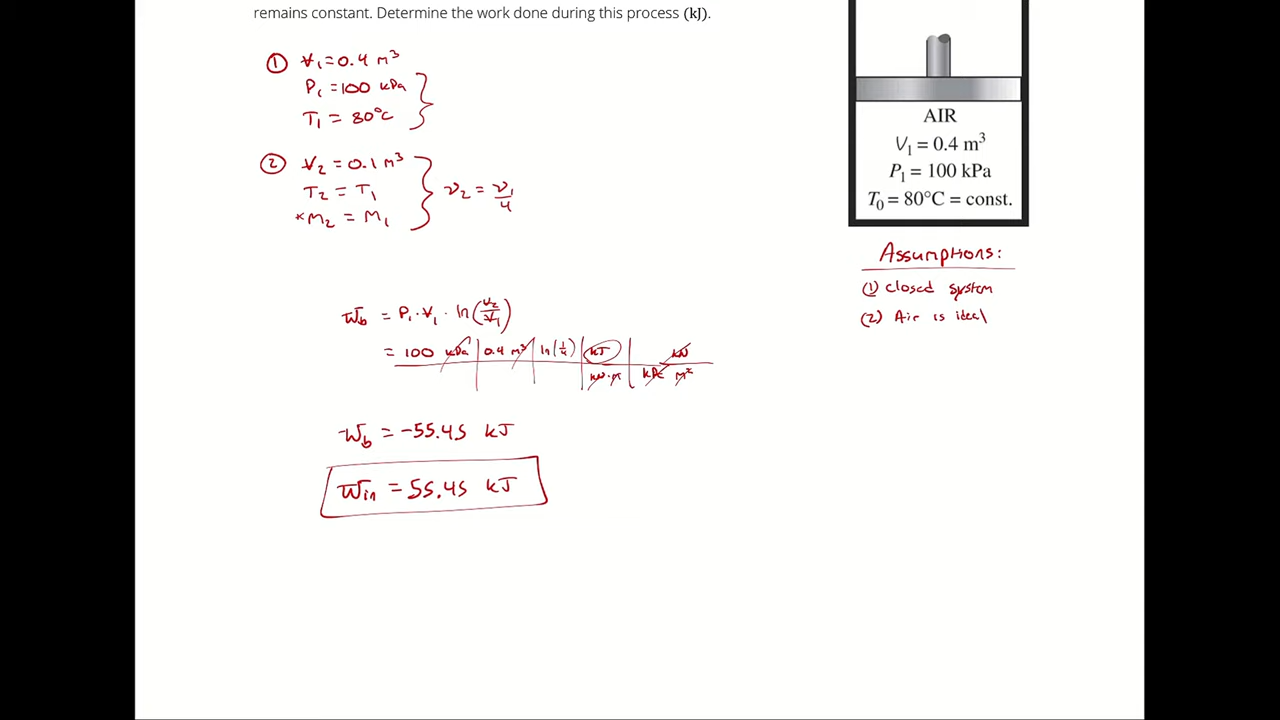 remains constant. Determine the work done during this process (kJ).
① V₁ = 0.4 m³
P₁ = 100 kPa
T₁ = 80°C
② V₂ = 0.1 m³
T₂ = T₁
*M₂ = M₁
v₂ = v₁/4
W_b = P₁ · V₁ · ln(V₂/V₁)
= 100 kPa | 0.4 m³ | ln(1/4) | kJ | kN
kN·m | kPa m²
W_b = -55.45 kJ
W_in = 55.45 kJ
AIR
V₁ = 0.4 m³
P₁ = 100 kPa
T₀ = 80°C = const.
Assumptions:
(1) Closed system
(2) Air is ideal